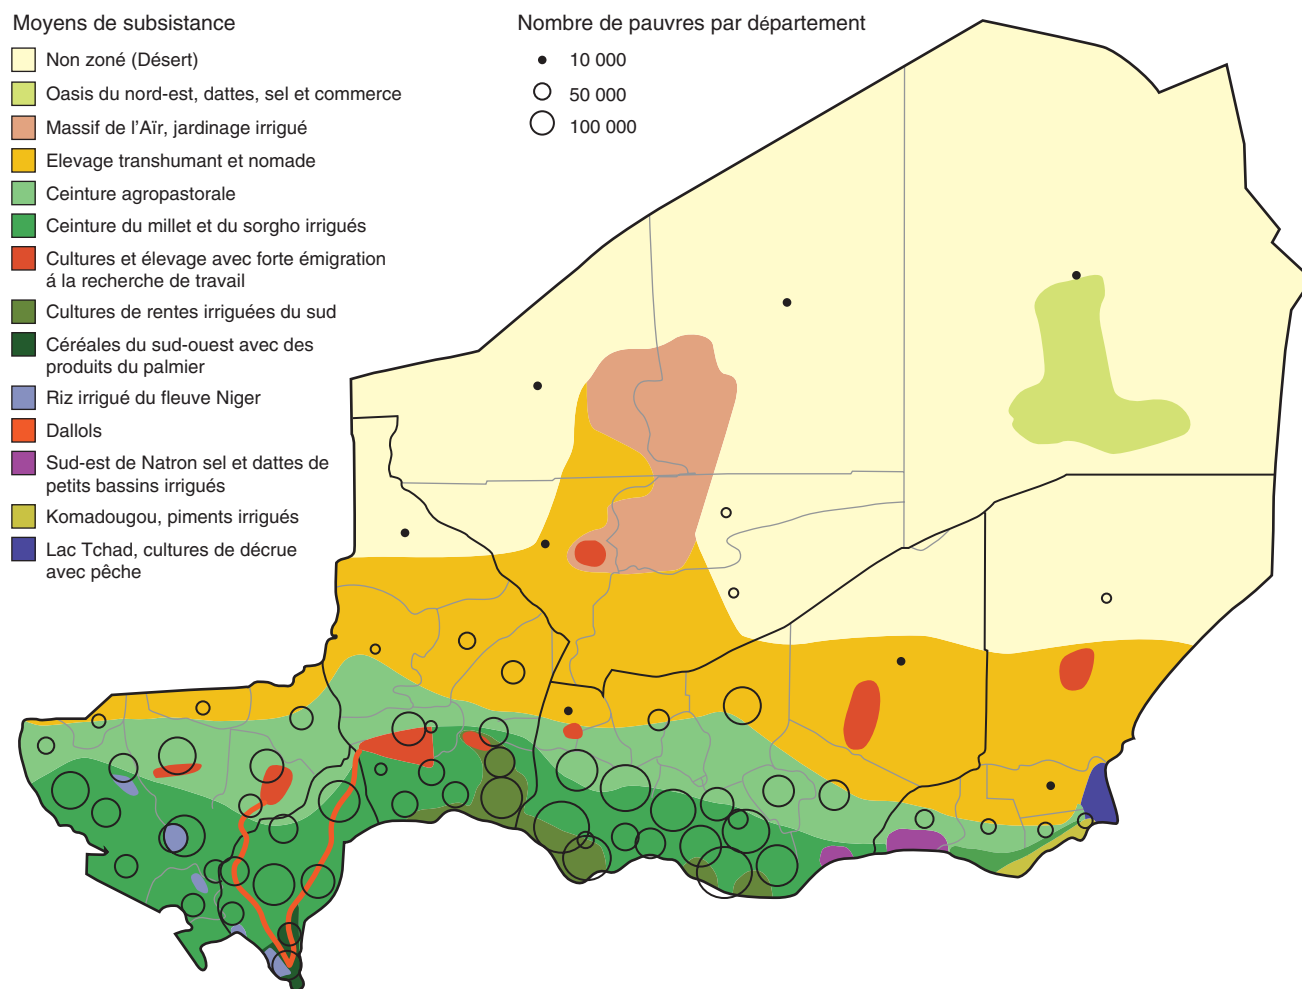 Moyens de subsistance
Non zoné (Désert)
Oasis du nord-est, dattes, sel et commerce
Massif de l'Aïr, jardinage irrigué
Elevage transhumant et nomade
Ceinture agropastorale
Ceinture du millet et du sorgho irrigués
Cultures et élevage avec forte émigration
á la recherche de travail
Cultures de rentes irriguées du sud
Céréales du sud-ouest avec des
produits du palmier
Riz irrigué du fleuve Niger
Dallols
Sud-est de Natron sel et dattes de
petits bassins irrigués
Komadougou, piments irrigués
Lac Tchad, cultures de décrue
avec pêche
Nombre de pauvres par département
10 000
50 000
100 000